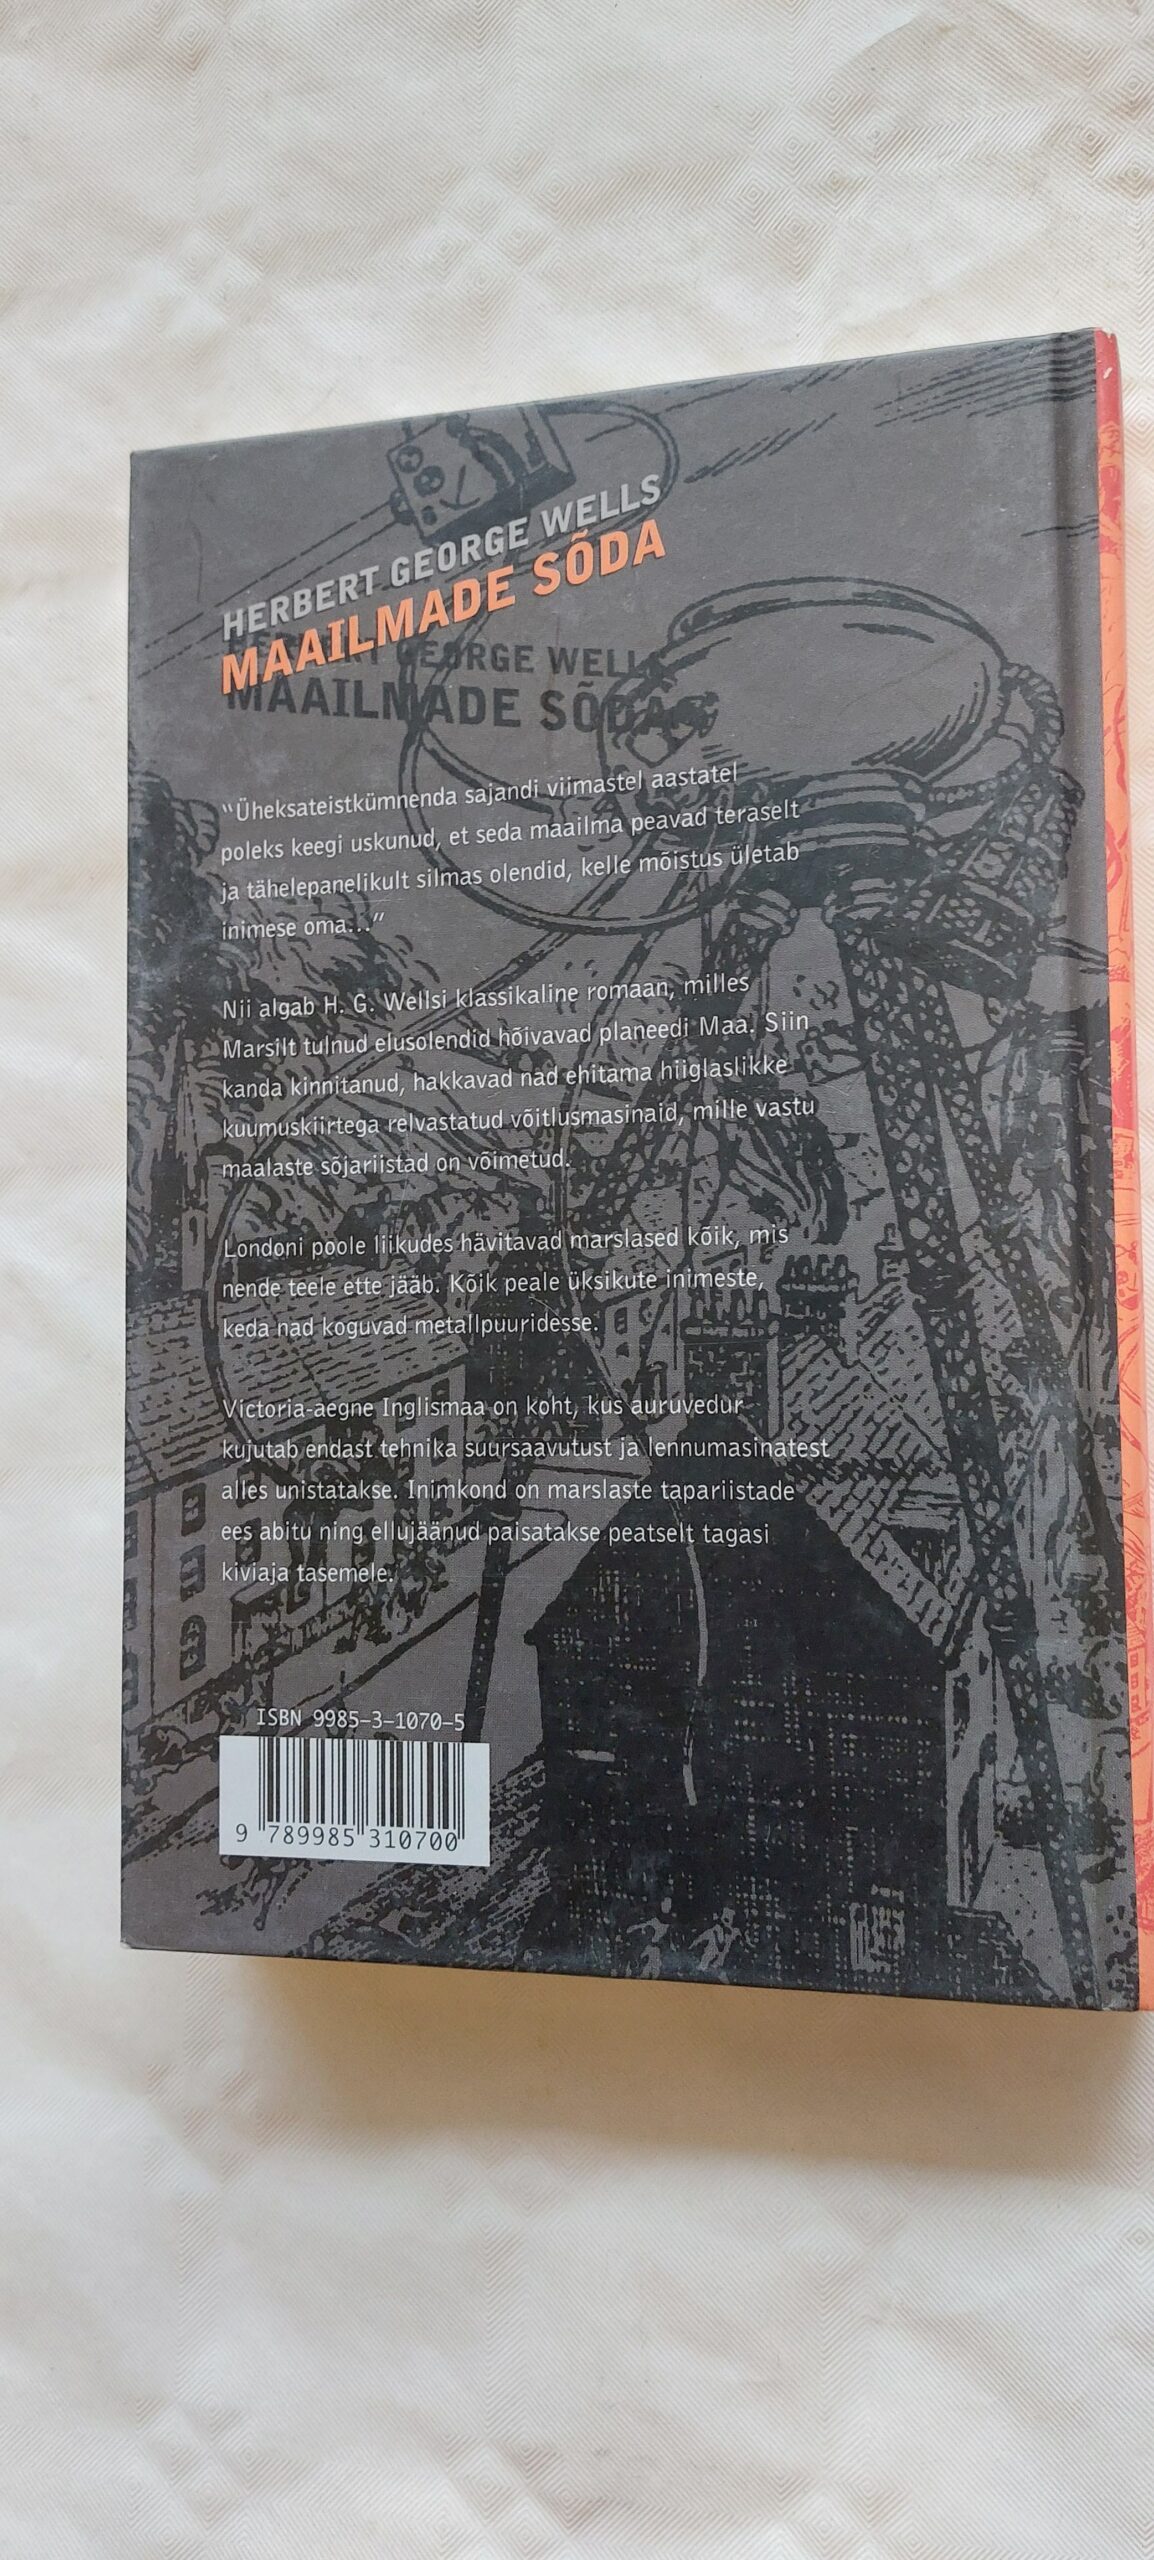 HERBERT GEORGE WELLS
MAAILMADE SÕDA
HERBERT GEORGE WELLS
MAAILMADE SÕDA
“Üheksateistkümnenda sajandi viimastel aastatel
poleks keegi uskunud, et seda maailma peavad teraselt
ja tähelepanelikult silmas olendid, kelle mõistus ületab
inimese oma...”
Nii algab H. G. Wellsi klassikaline romaan, milles
Marsilt tulnud elusolendid hõivavad planeedi Maa. Siin
kanda kinnitanud, hakkavad nad ehitama hiiglaslikke
kuumuskiirtega relvastatud võitlusmasinaid, mille vastu
maalaste sõjariistad on võimetud.
Londoni poole liikudes hävitavad marslased kõik, mis
nende teele ette jääb. Kõik peale üksikute inimeste,
keda nad koguvad metallpuuridesse.
Victoria-aegne Inglismaa on koht, kus auruvedur
kujutab endast tehnika suursaavutust ja lennumasinatest
alles unistatakse. Inimkond on marslaste tapariistade
ees abitu ning ellujäänud paisatakse peatselt tagasi
kiviaja tasemele.
ISBN 9985-3-1070-5
9 789985 310700